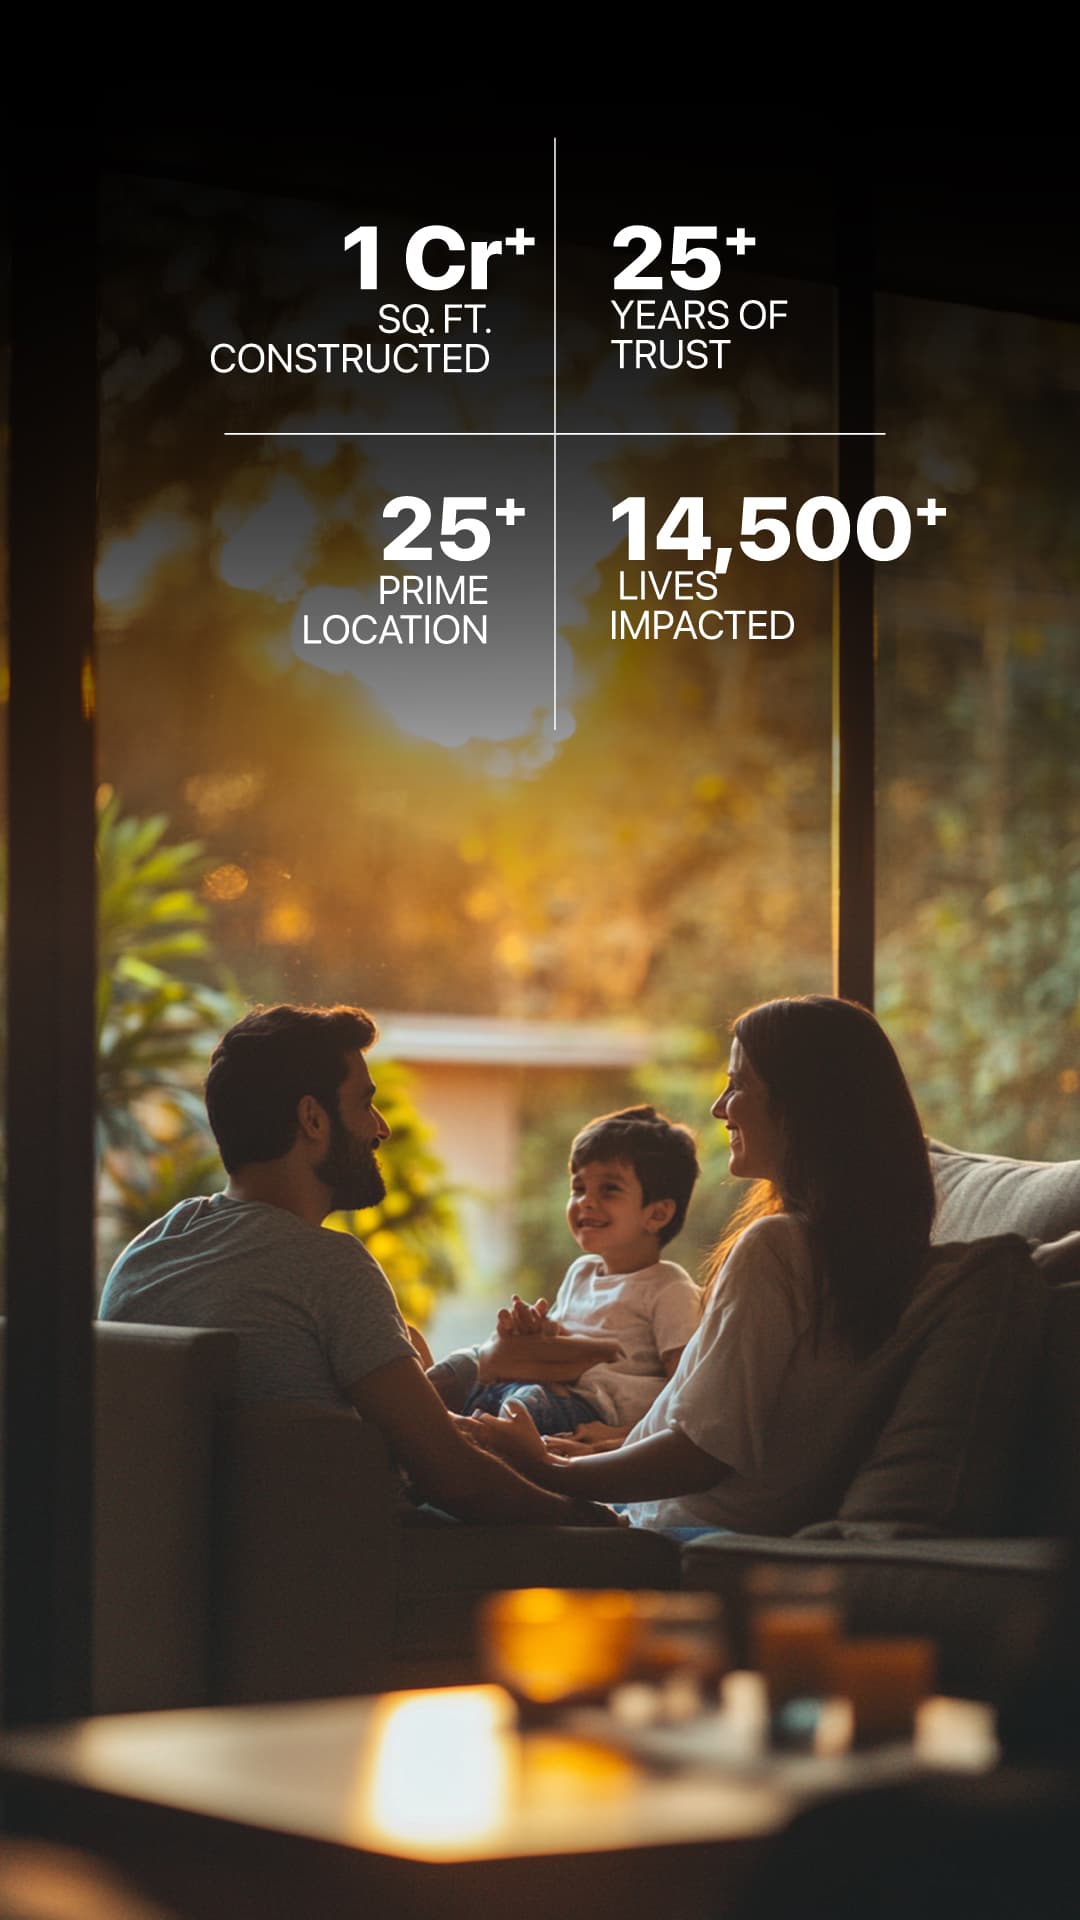 1 Cr+
SQ. FT.
CONSTRUCTED
25+
YEARS OF
TRUST
25+
PRIME
LOCATION
14,500+
LIVES
IMPACTED